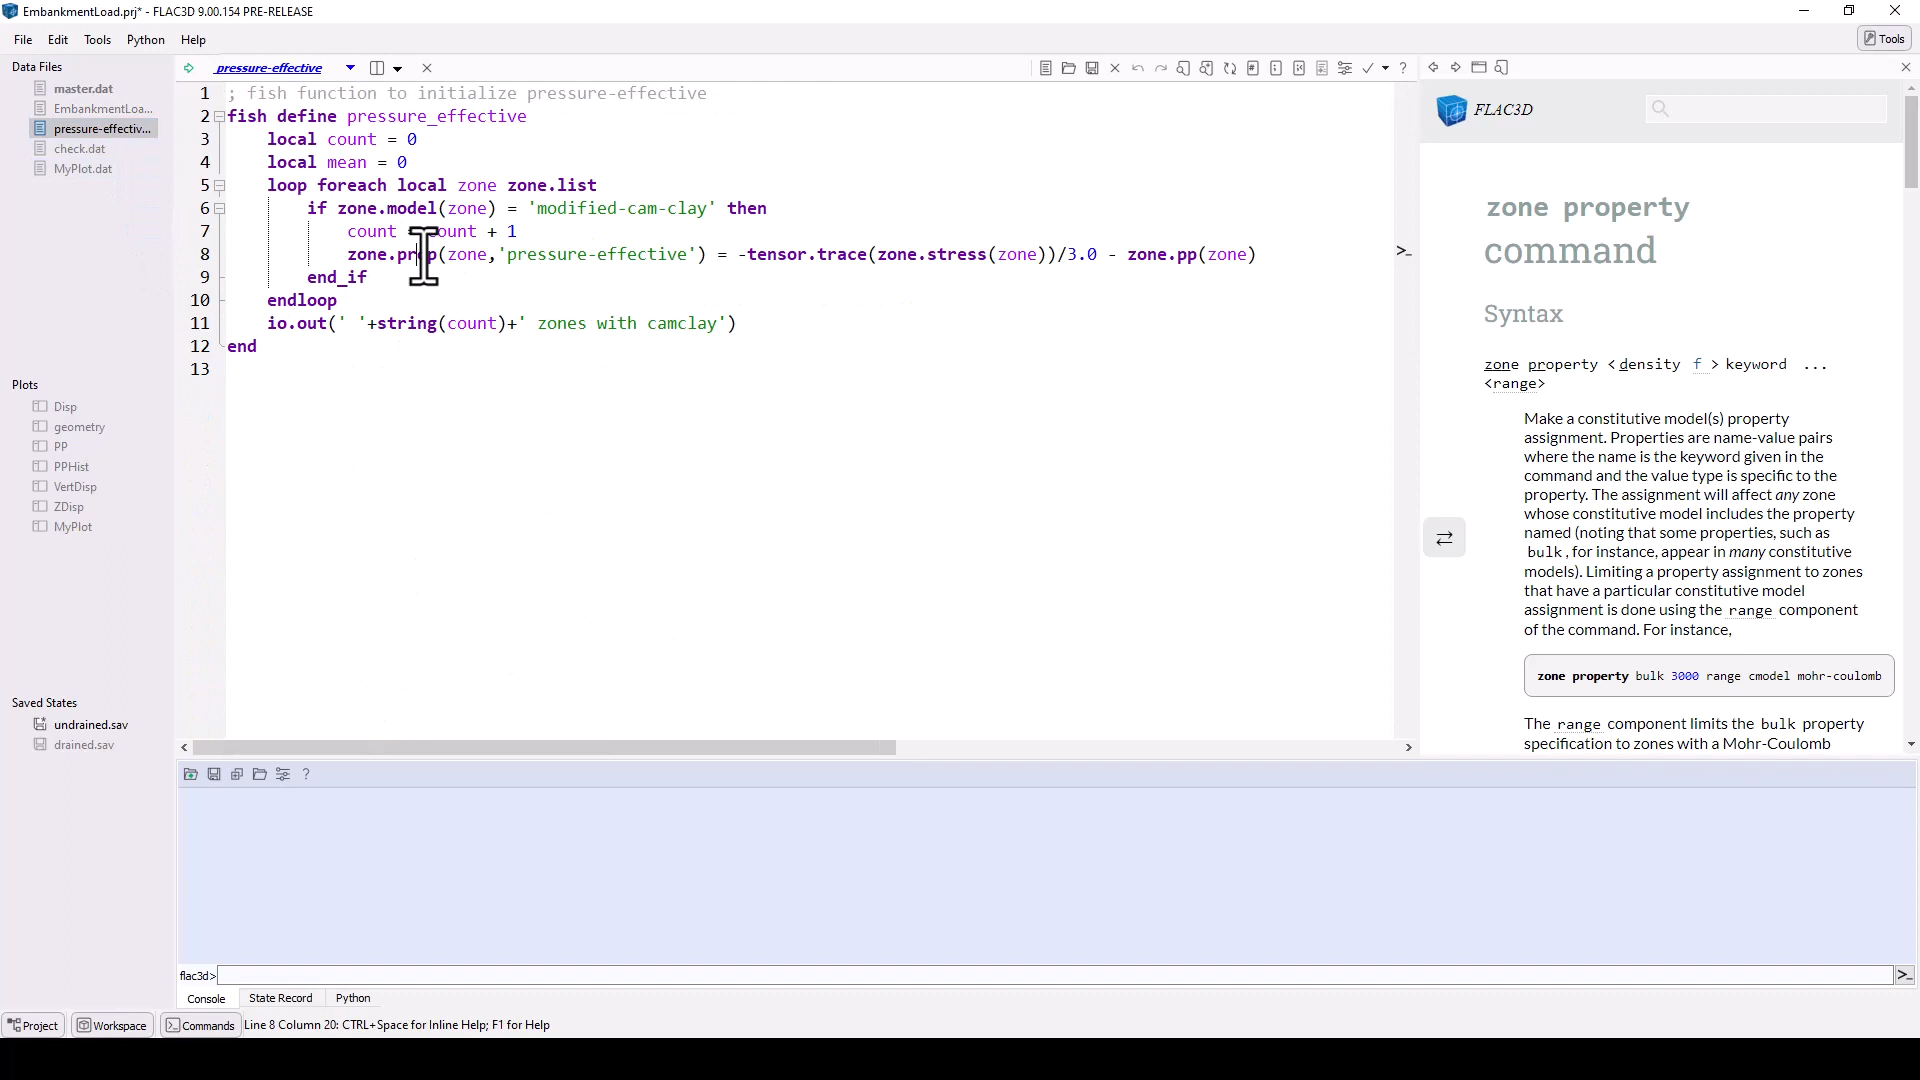 EmbankmentLoad.prj* - FLAC3D 9.00.154 PRE-RELEASE
File Edit Tools Python Help
Tools
Data Files
master.dat
EmbankmentLoa...
pressure-effectiv...
check.dat
MyPlot.dat
Plots
Disp
geometry
PP
PPHist
VertDisp
ZDisp
MyPlot
Saved States
undrained.sav
drained.sav
pressure-effective
1 ; fish function to initialize pressure-effective
2 fish define pressure_effective
3 local count = 0
4 local mean = 0
5 loop foreach local zone zone.list
6 if zone.model(zone) = 'modified-cam-clay' then
7 count = count + 1
8 zone.prop(zone,'pressure-effective') = -tensor.trace(zone.stress(zone))/3.0 - zone.pp(zone)
9 end_if
10 endloop
11 io.out(' '+string(count)+' zones with camclay')
12 end
13
FLAC3D
zone property
command
Syntax
zone property <density f > keyword ...
<range>
Make a constitutive model(s) property
assignment. Properties are name-value pairs
where the name is the keyword given in the
command and the value type is specific to the
property. The assignment will affect any zone
whose constitutive model includes the property
named (noting that some properties, such as
bulk, for instance, appear in many constitutive
models). Limiting a property assignment to zones
that have a particular constitutive model
assignment is done using the range component
of the command. For instance,
zone property bulk 3000 range cmodel mohr-coulomb
The range component limits the bulk property
specification to zones with a Mohr-Coulomb
flac3d>
Console State Record Python
Project Workspace Commands Line 8 Column 20: CTRL+Space for Inline Help; F1 for Help